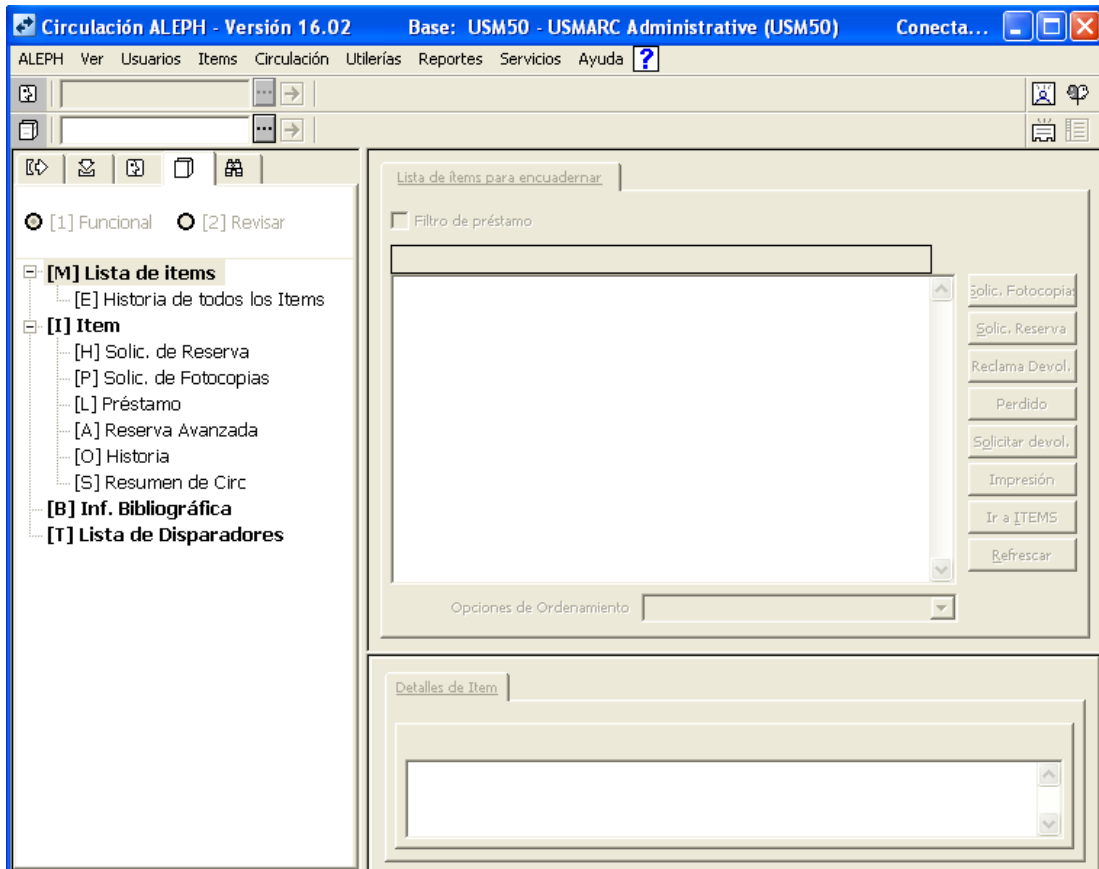 Circulación ALEPH - Versión 16.02 Base: USM50 - USMARC Administrative (USM50) Conecta...
ALEPH Ver Usuarios Items Circulación Utilerías Reportes Servicios Ayuda ?
[1] Funcional [2] Revisar
[M] Lista de items
[E] Historia de todos los Items
[I] Item
[H] Solic. de Reserva
[P] Solic. de Fotocopias
[L] Préstamo
[A] Reserva Avanzada
[O] Historia
[S] Resumen de Circ
[B] Inf. Bibliográfica
[T] Lista de Disparadores
Lista de ítems para encuadernar
Filtro de préstamo
Solic. Fotocopias
Solic. Reserva
Reclama Devol.
Perdido
Solicitar devol.
Impresión
Ir a ITEMS
Refrescar
Opciones de Ordenamiento
Detalles de Item